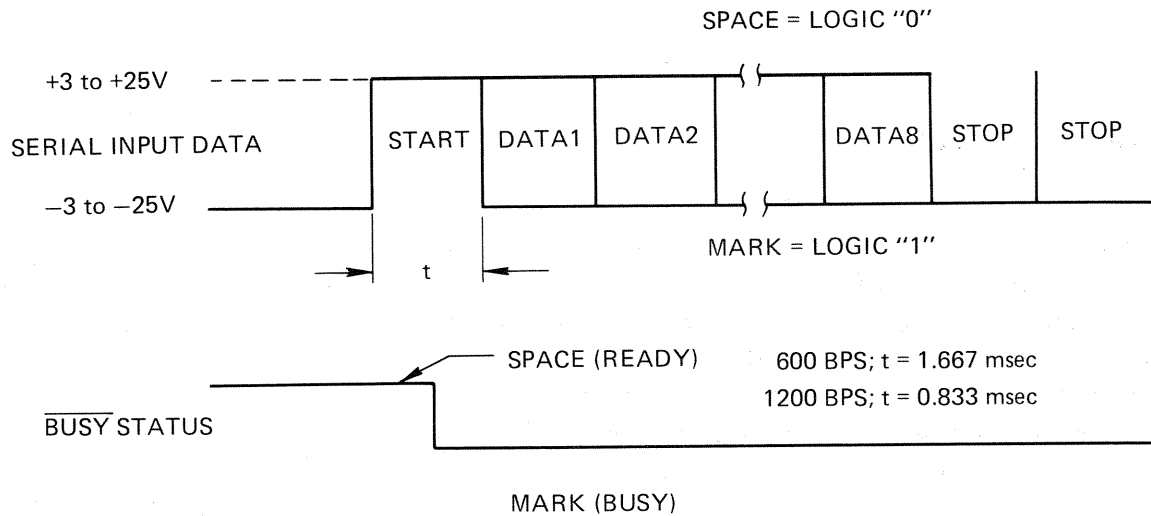 SPACE = LOGIC “0”
+3 to +25V
SERIAL INPUT DATA
START
DATA1
DATA2
DATA8
STOP
STOP
−3 to −25V
MARK = LOGIC “1”
t
SPACE (READY)
600 BPS; t = 1.667 msec
1200 BPS; t = 0.833 msec
BUSY STATUS
MARK (BUSY)